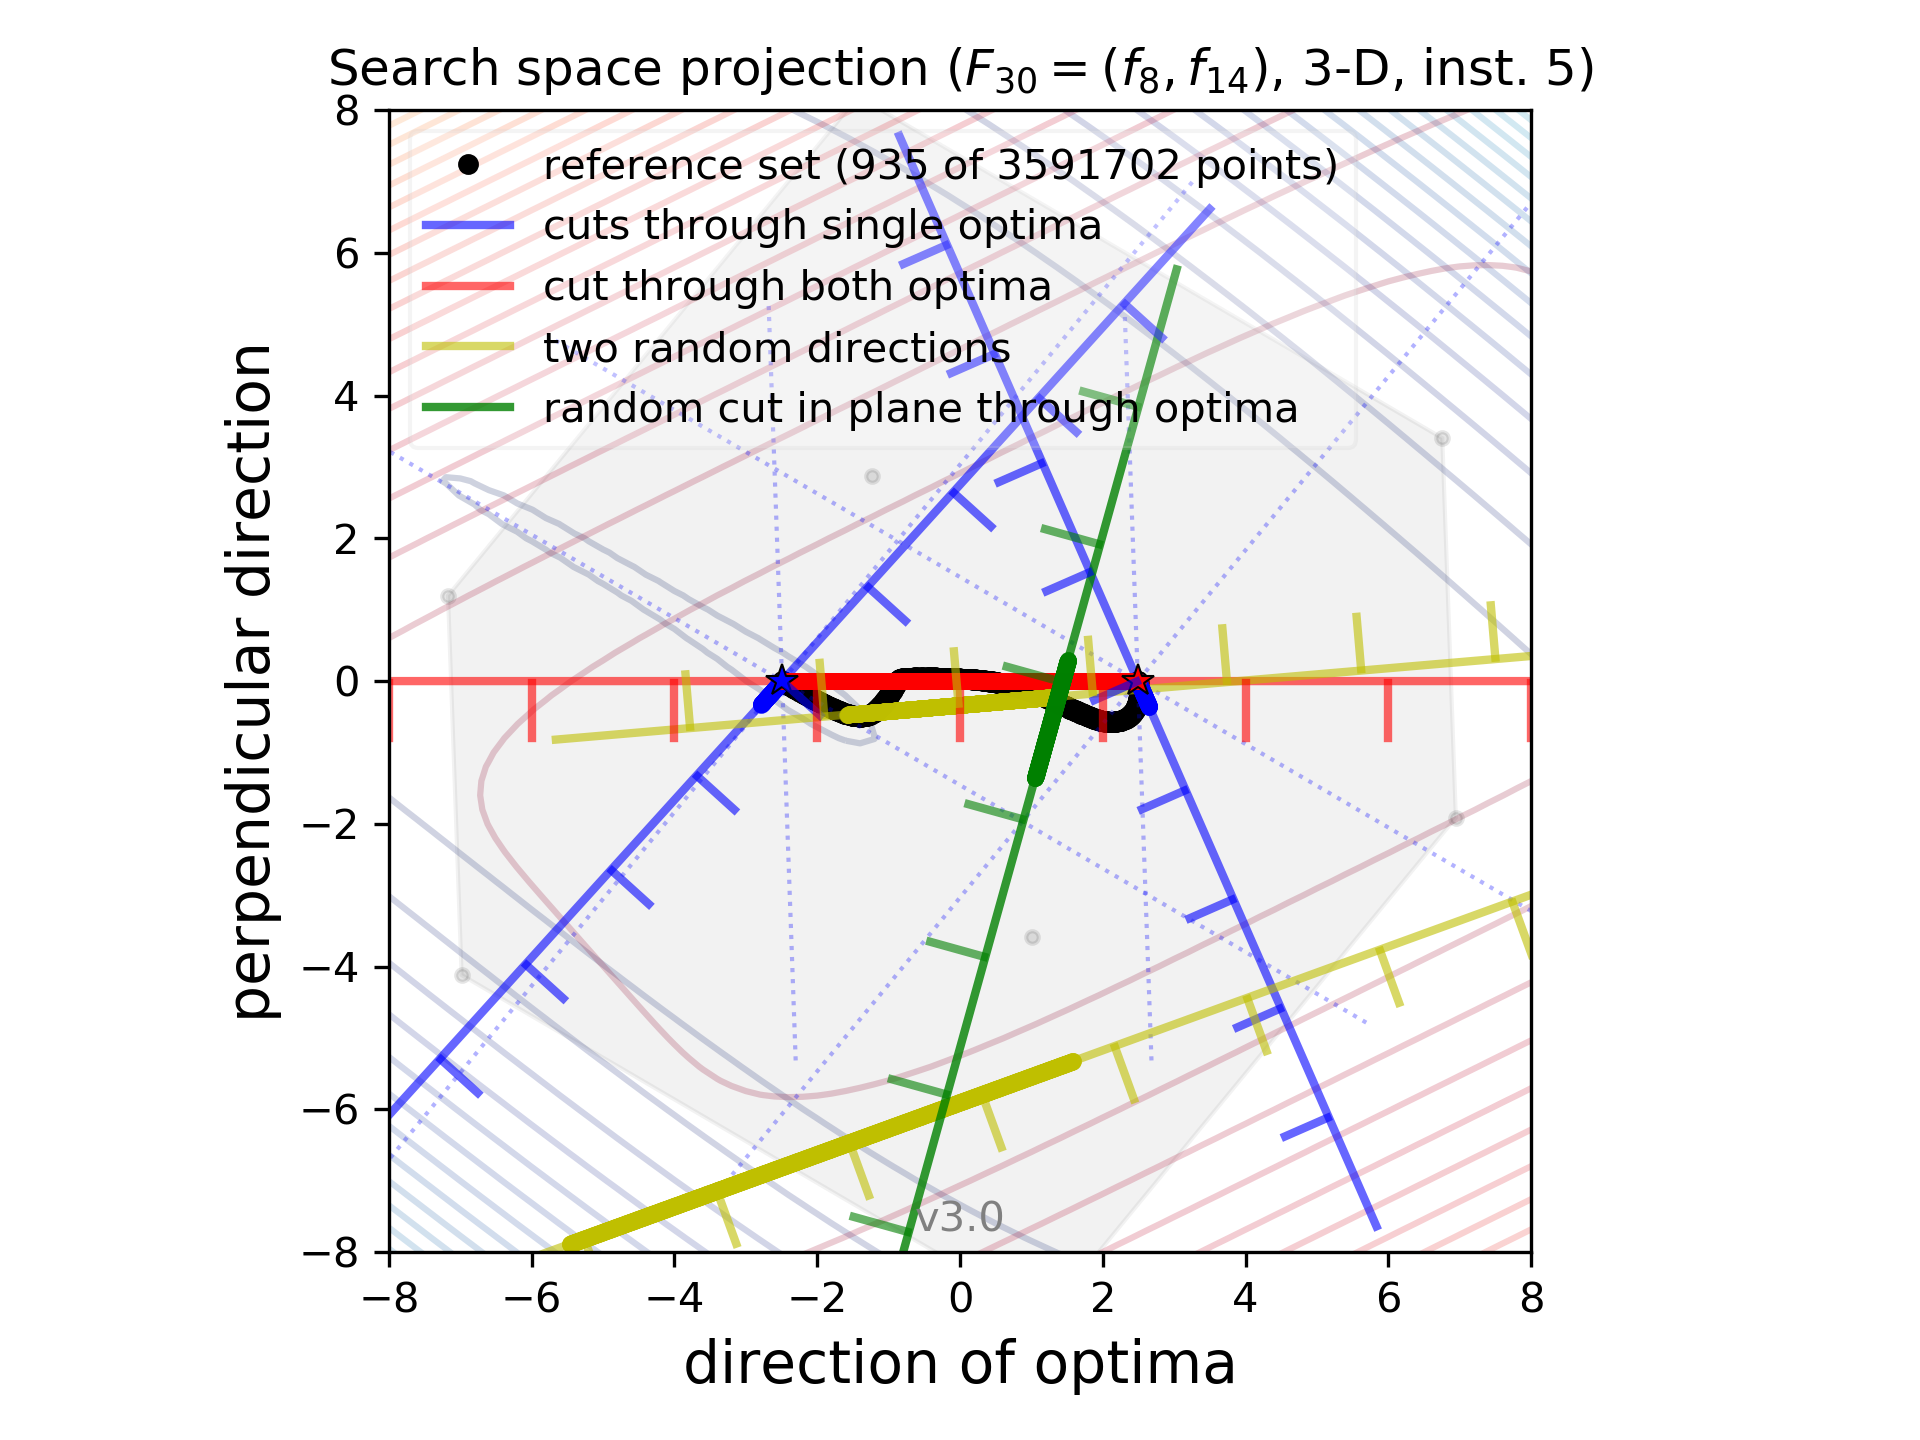 Search space projection (F₃₀ = (f₈, f₁₄), 3-D, inst. 5)
reference set (935 of 3591702 points)
cuts through single optima
cut through both optima
two random directions
random cut in plane through optima
perpendicular direction
8
6
4
2
0
−2
−4
−6
−8
v3.0
−8 −6 −4 −2 0 2 4 6 8
direction of optima